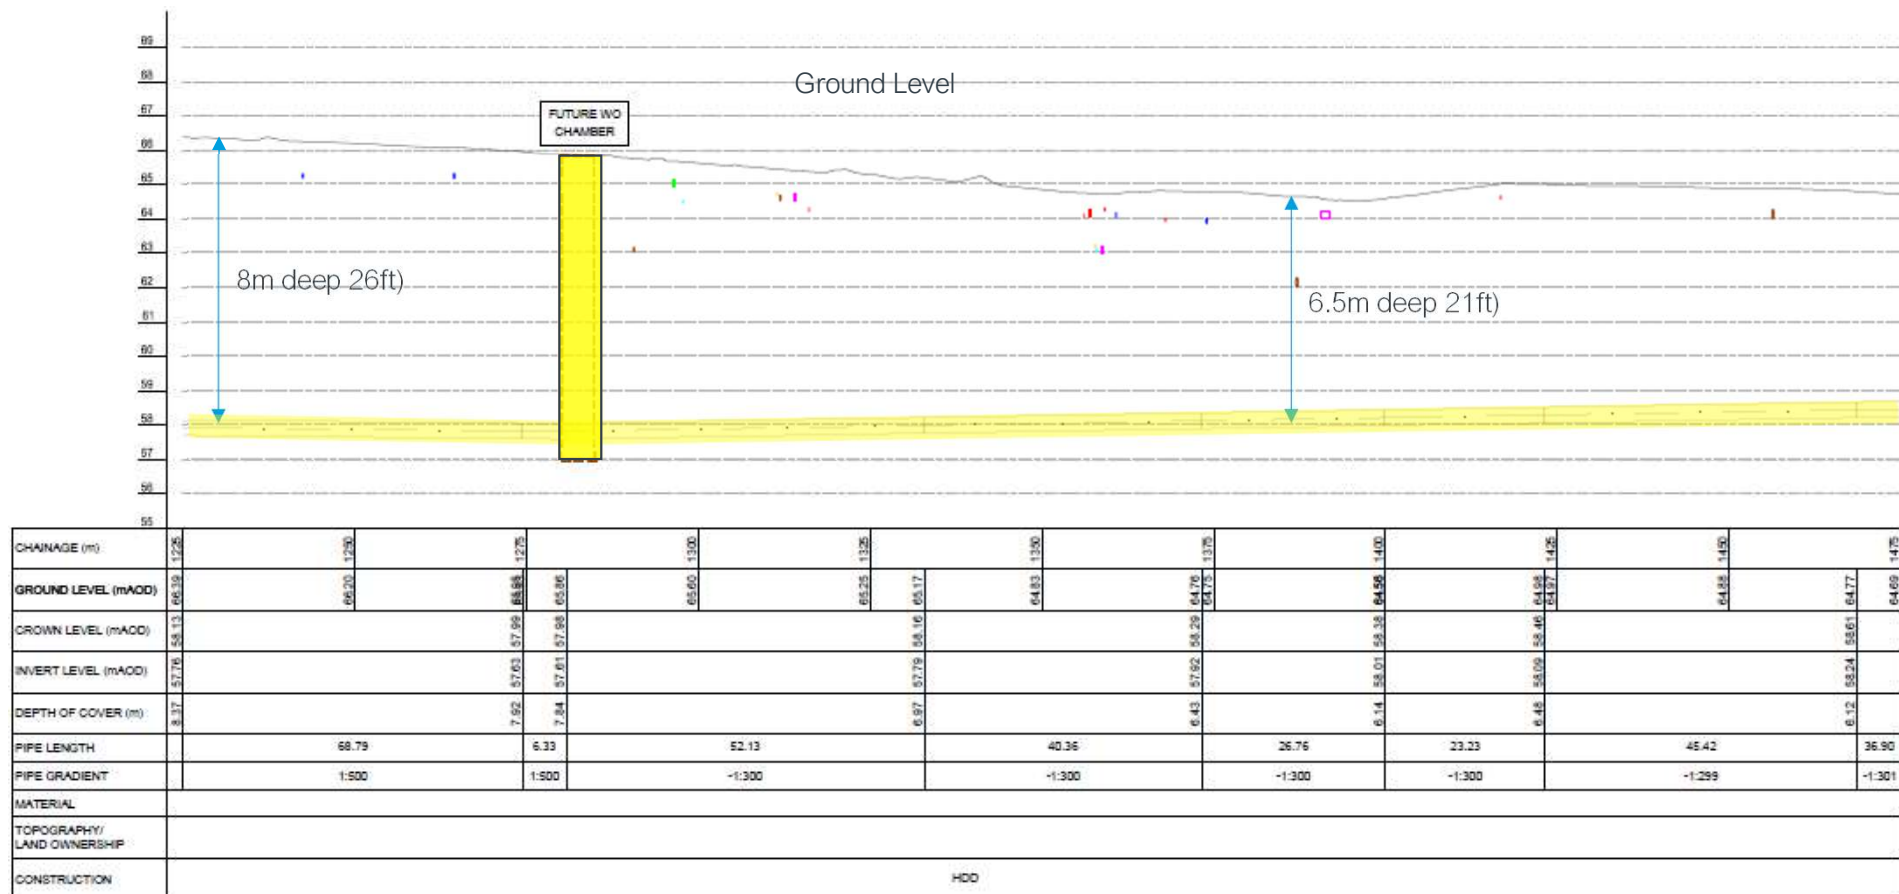 69
68
Ground Level
67
FUTURE WO
CHAMBER
66
65
64
63
8m deep 26ft)
62
6.5m deep 21ft)
61
60
59
58
57
56
55
CHAINAGE (m) 1225 1250 1275 1300 1325 1350 1375 1400 1425 1450 1475
GROUND LEVEL (mAOD) 66.39 66.20 65.86 65.60 65.25 65.17 64.83 64.76 64.75 64.98 64.97 64.88 64.77 64.69
CROWN LEVEL (mAOD) 58.13 57.99 57.98 58.16 58.29 58.38 58.46 58.61
INVERT LEVEL (mAOD) 57.76 57.63 57.61 57.79 57.92 58.01 58.09 58.24
DEPTH OF COVER (m) 8.37 7.92 7.84 6.97 6.43 6.14 6.48 6.12
PIPE LENGTH 68.79 6.33 52.13 40.36 26.76 23.23 45.42 36.90
PIPE GRADIENT 1:500 1:500 -1:300 -1:300 -1:300 -1:300 -1:299 -1:301
MATERIAL
TOPOGRAPHY/
LAND OWNERSHIP
CONSTRUCTION HDD